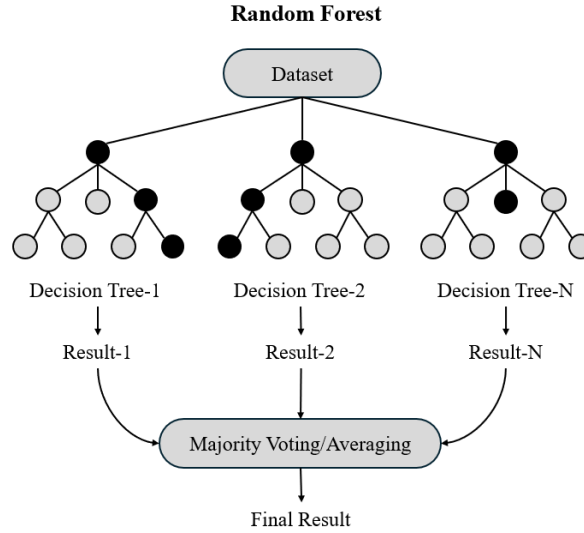 Random Forest
Dataset
Decision Tree-1
Decision Tree-2
Decision Tree-N
Result-1
Result-2
Result-N
Majority Voting/Averaging
Final Result